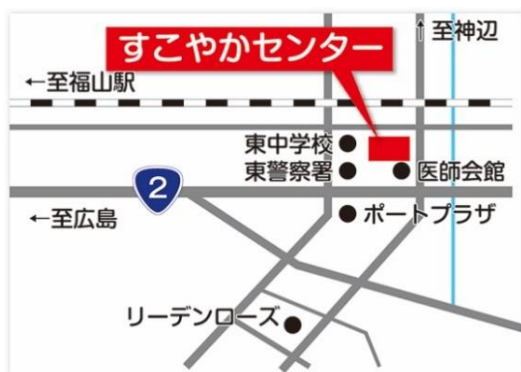 ↑至神辺
すこやかセンター
←至福山駅
東中学校
東警察署
医師会館
2
←至広島
ポートプラザ
リーデンローズ